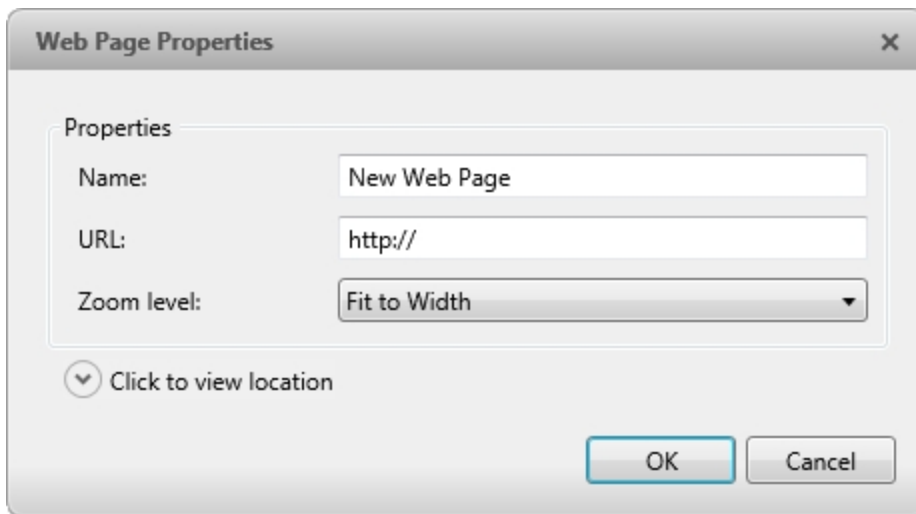 Web Page Properties
Properties
Name: New Web Page
URL: http://
Zoom level: Fit to Width
Click to view location
OK Cancel